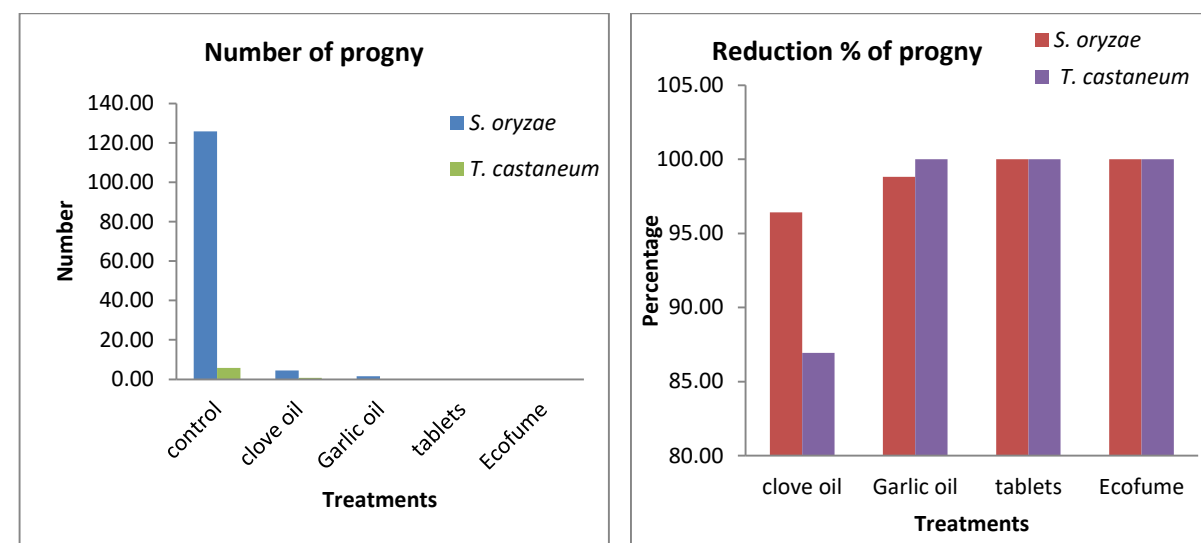 Number of progny
S. oryzae
T. castaneum
140.00
120.00
100.00
80.00
60.00
40.00
20.00
0.00
Number
control
clove oil
Garlic oil
tablets
Ecofume
Treatments
Reduction % of progny
S. oryzae
T. castaneum
105.00
100.00
95.00
90.00
85.00
80.00
Percentage
clove oil
Garlic oil
tablets
Ecofume
Treatments